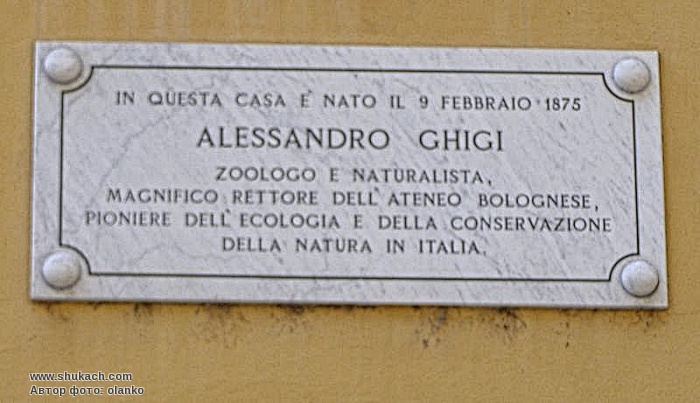 IN QUESTA CASA È NATO IL 9 FEBBRAIO 1875
ALESSANDRO GHIGI
ZOOLOGO E NATURALISTA,
MAGNIFICO RETTORE DELL'ATENEO BOLOGNESE,
PIONIERE DELL'ECOLOGIA E DELLA CONSERVAZIONE
DELLA NATURA IN ITALIA.
www.shukach.com
Автор фото: olanko